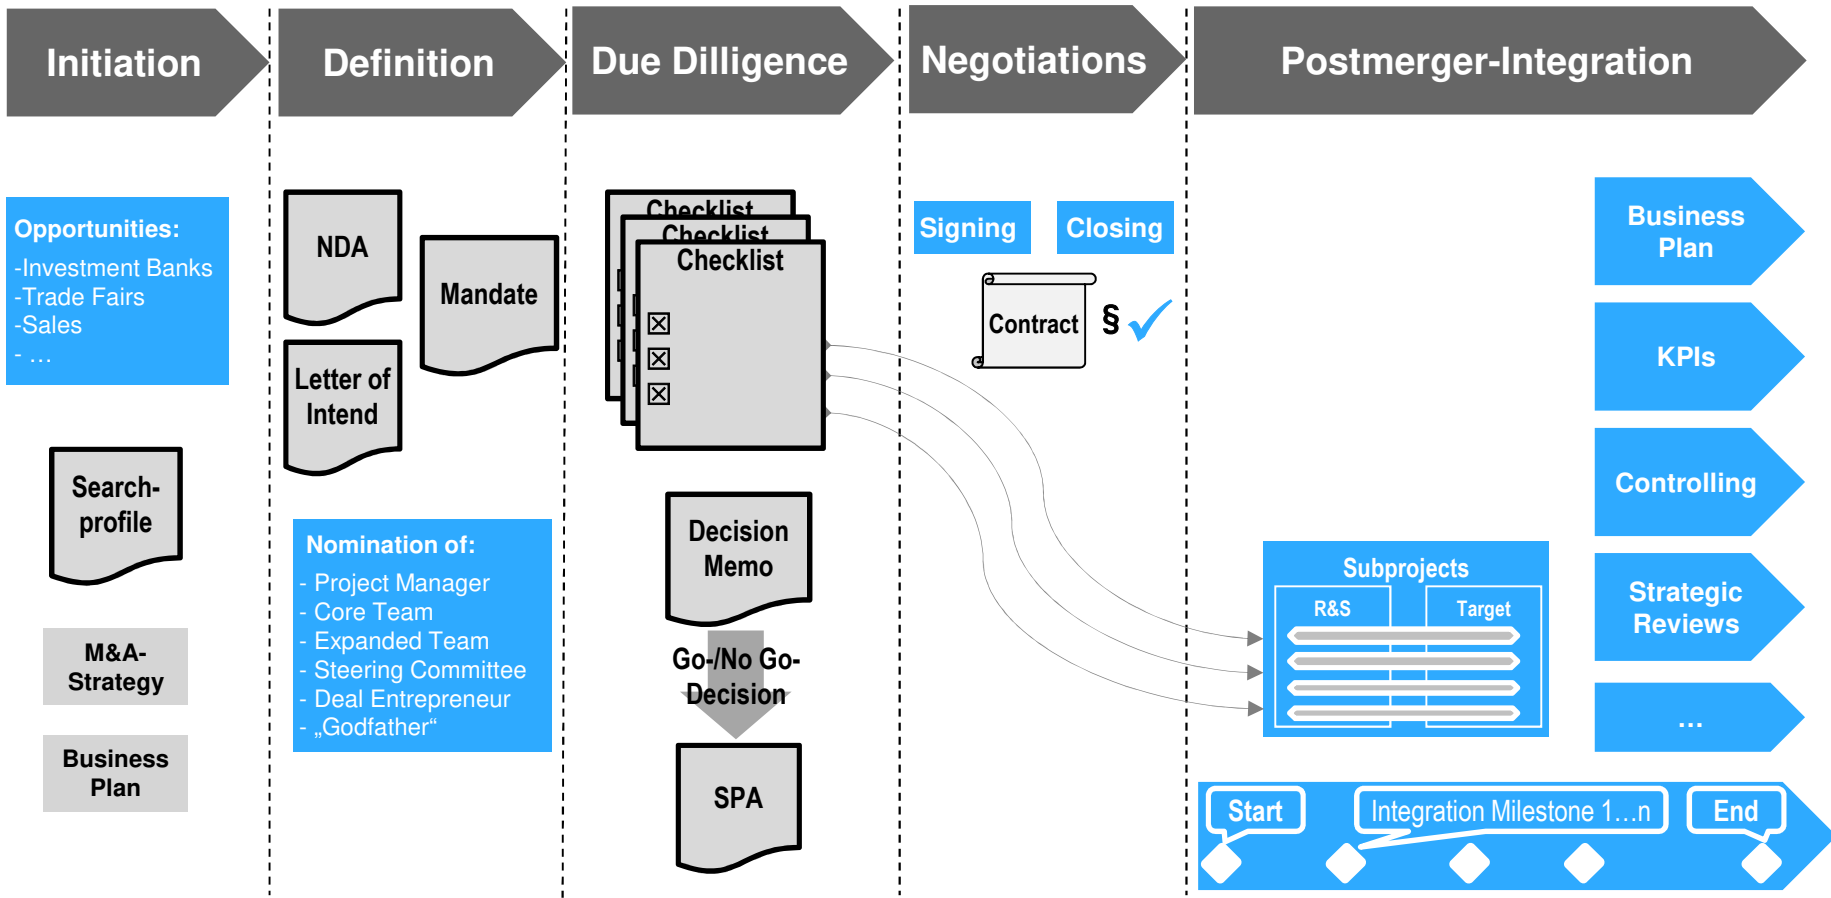 Initiation
Definition
Due Dilligence
Negotiations
Postmerger-Integration
Opportunities:
-Investment Banks
-Trade Fairs
-Sales
- …
Search-
profile
M&A-
Strategy
Business
Plan
NDA
Mandate
Letter of
Intend
Nomination of:
- Project Manager
- Core Team
- Expanded Team
- Steering Committee
- Deal Entrepreneur
- „Godfather“
Checklist
Checklist
Checklist
Decision
Memo
Go-/No Go-
Decision
SPA
Signing
Closing
Contract
§
Subprojects
R&S
Target
Business
Plan
KPIs
Controlling
Strategic
Reviews
…
Start
Integration Milestone 1…n
End